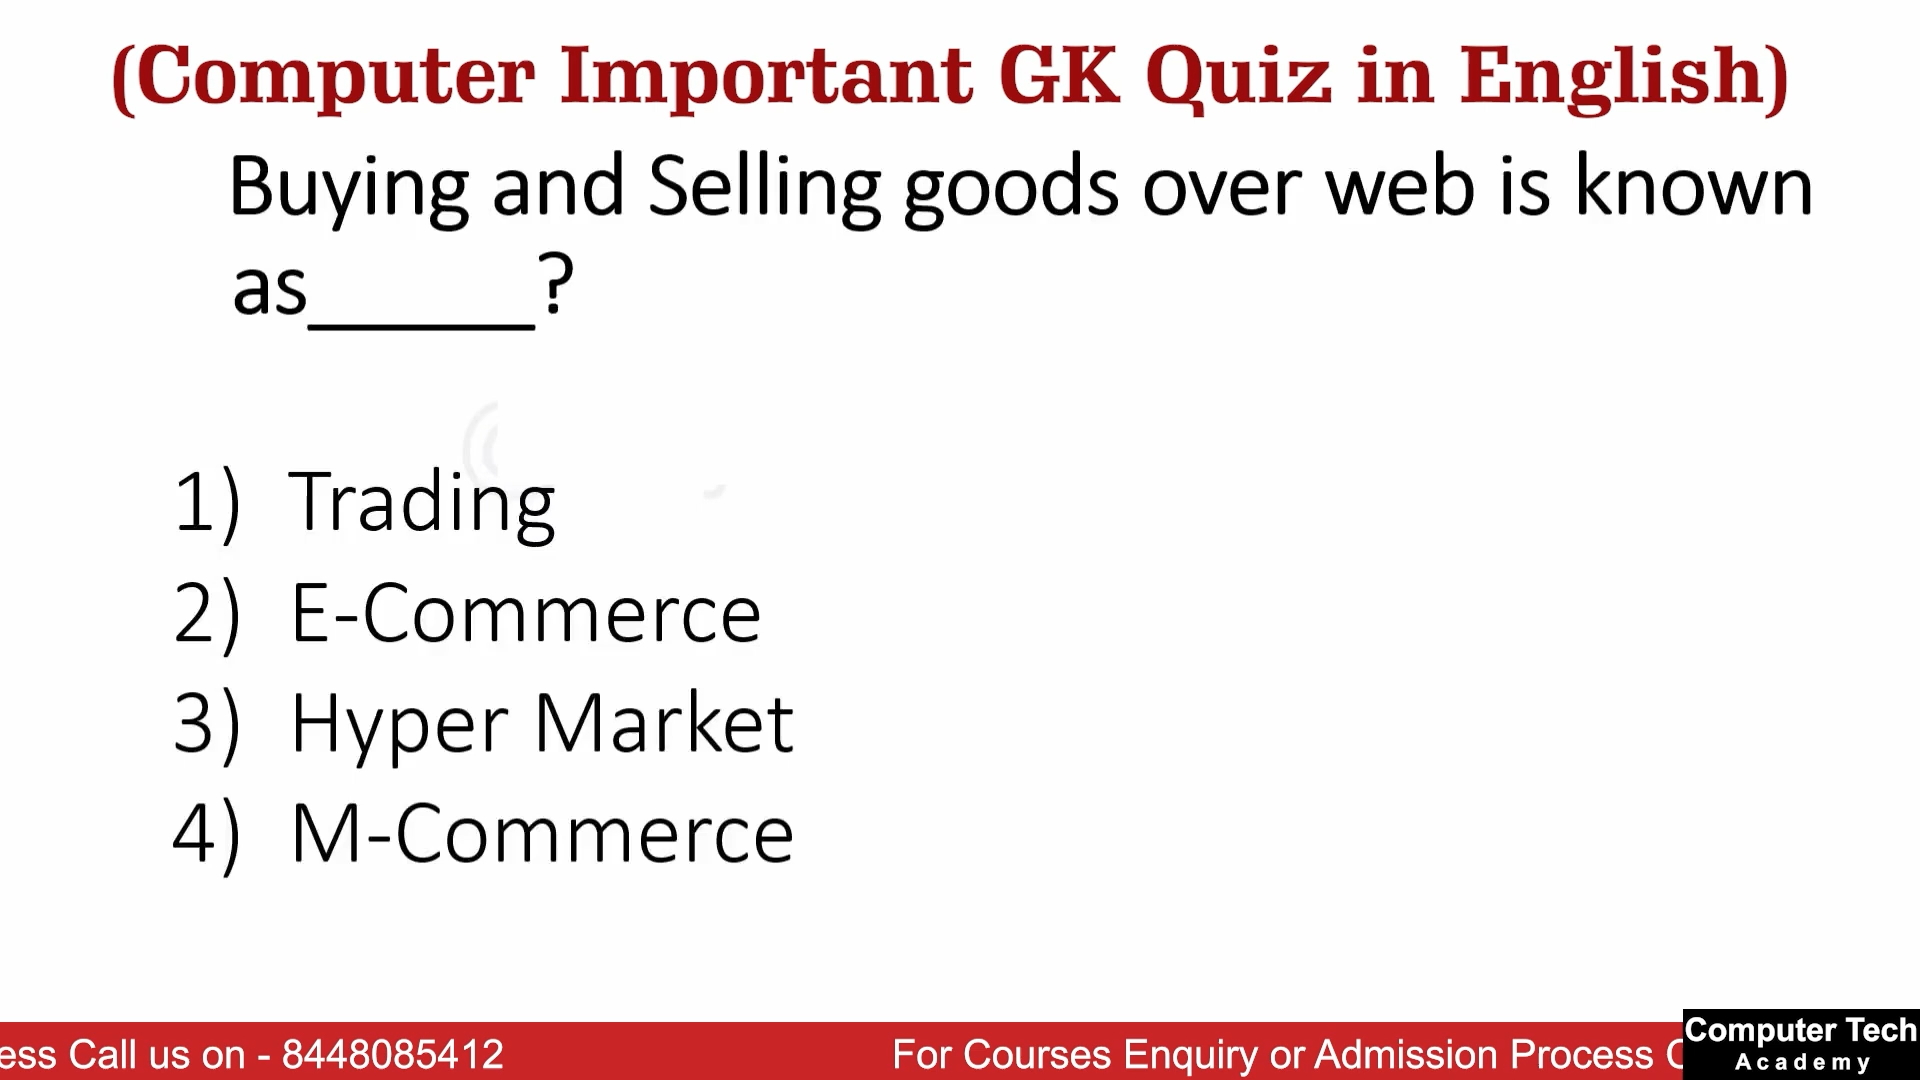 (Computer Important GK Quiz in English)
Buying and Selling goods over web is known
as______?
1) Trading
2) E-Commerce
3) Hyper Market
4) M-Commerce
ess Call us on - 8448085412
For Courses Enquiry or Admission Process C
Computer Tech
Academy